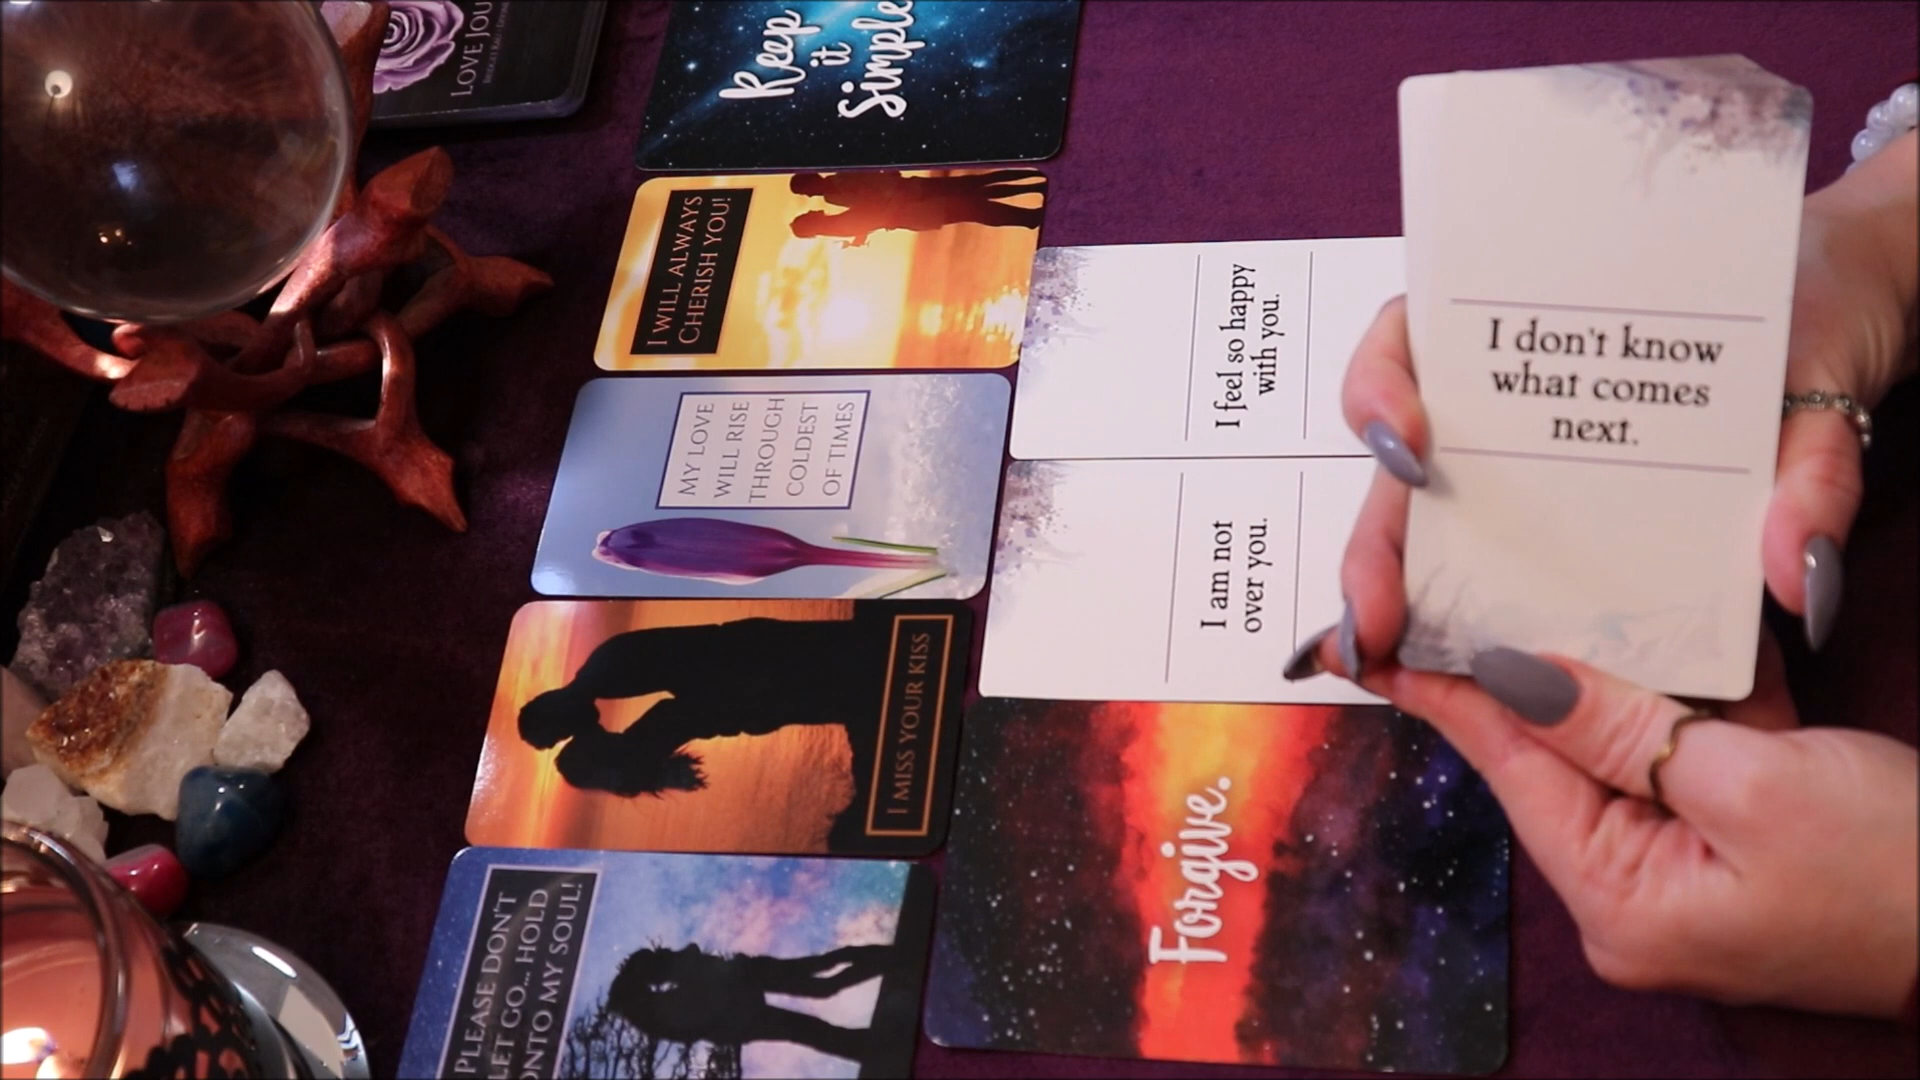 LOVE JOU
Keep
it
Simple
I WILL ALWAYS
CHERISH YOU!
MY LOVE
WILL RISE
THROUGH
COLDEST
OF TIMES
I MISS YOUR KISS
PLEASE DON'T
LET GO... HOLD
ONTO MY SOUL!
I feel so happy
with you.
I am not
over you.
Forgive.
I don't know
what comes
next.